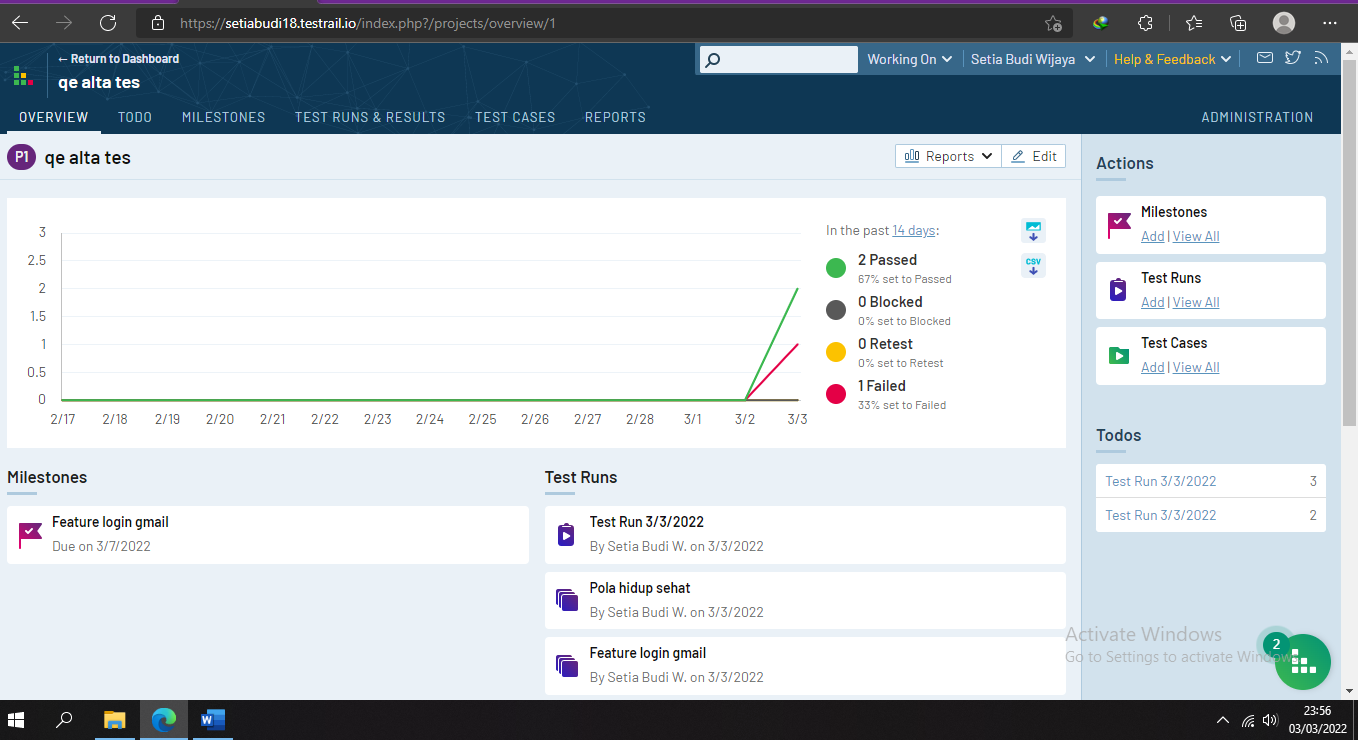 https://setiabudi18.testrail.io/index.php?/projects/overview/1
← Return to Dashboard
qe alta tes
Working On
Setia Budi Wijaya
Help & Feedback
OVERVIEW
TODO
MILESTONES
TEST RUNS & RESULTS
TEST CASES
REPORTS
ADMINISTRATION
P1 qe alta tes
Reports
Edit
3
2.5
2
1.5
1
0.5
0
2/17 2/18 2/19 2/20 2/21 2/22 2/23 2/24 2/25 2/26 2/27 2/28 3/1 3/2 3/3
In the past 14 days:
CSV
2 Passed
67% set to Passed
0 Blocked
0% set to Blocked
0 Retest
0% set to Retest
1 Failed
33% set to Failed
Milestones
Feature login gmail
Due on 3/7/2022
Test Runs
Test Run 3/3/2022
By Setia Budi W. on 3/3/2022
Pola hidup sehat
By Setia Budi W. on 3/3/2022
Feature login gmail
By Setia Budi W. on 3/3/2022
Actions
Milestones
Add | View All
Test Runs
Add | View All
Test Cases
Add | View All
Todos
Test Run 3/3/2022 3
Test Run 3/3/2022 2
Activate Windows
Go to Settings to activate Windows.
2
W
23:56
03/03/2022